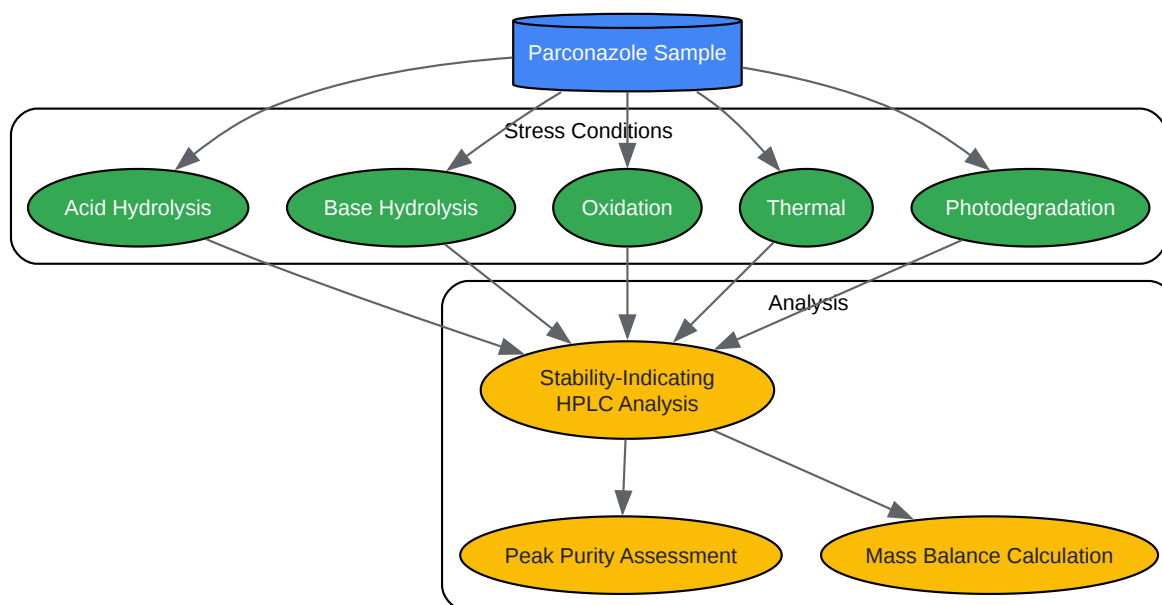 Parconazole Sample
Stress Conditions
Acid Hydrolysis
Base Hydrolysis
Oxidation
Thermal
Photodegradation
Analysis
Stability-Indicating
HPLC Analysis
Peak Purity Assessment
Mass Balance Calculation